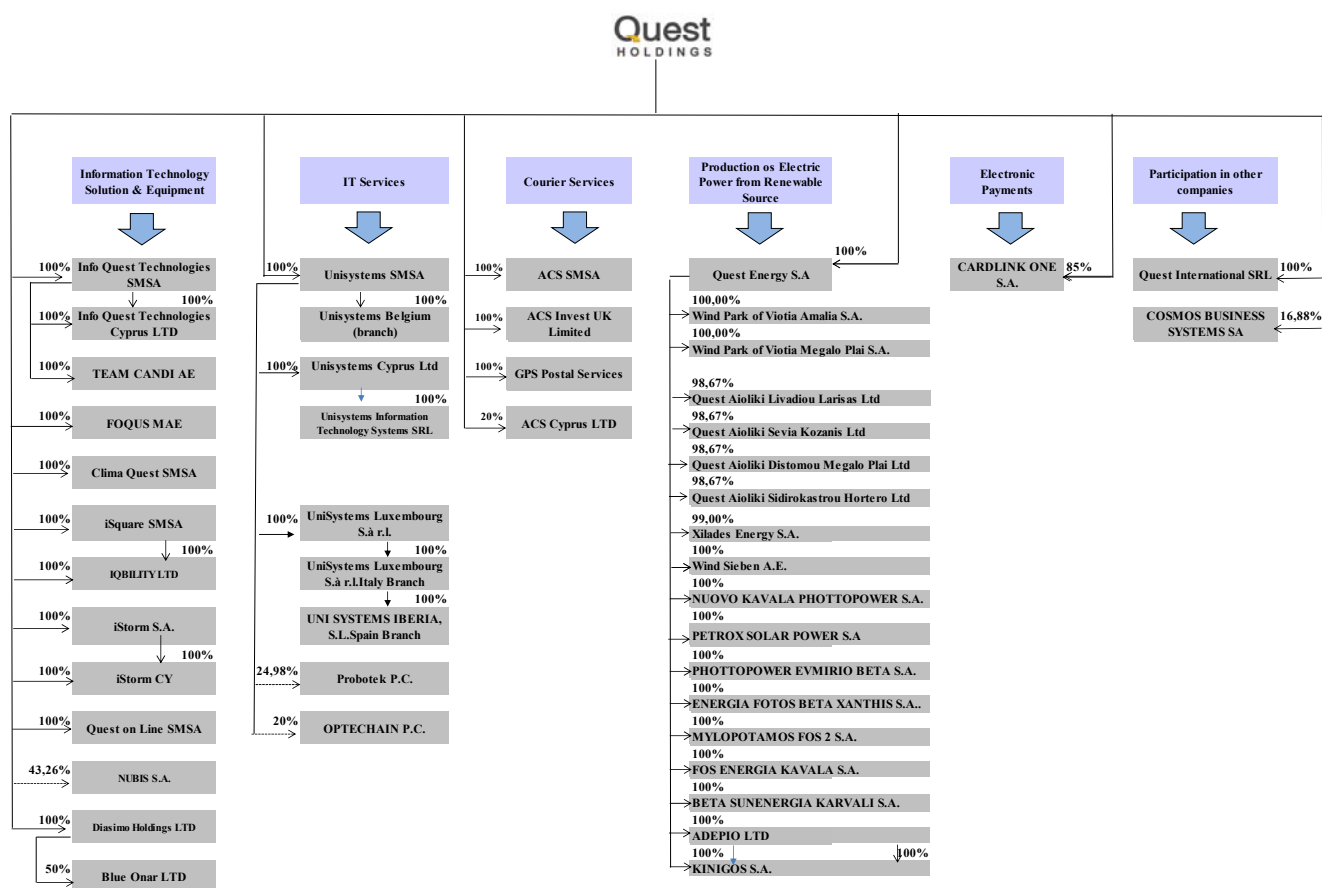 Quest
HOLDINGS
Information Technology
Solution & Equipment
100%
Info Quest Technologies
SMSA
100%
100%
Info Quest Technologies
Cyprus LTD
100%
TEAM CANDI AE
100%
FOQUS MAE
100%
Clima Quest SMSA
100%
iSquare SMSA
100%
100%
IQBILITY LTD
100%
iStorm S.A.
100%
100%
iStorm CY
100%
Quest on Line SMSA
43,26%
NUBIS S.A.
100%
Diasimo Holdings LTD
50%
Blue Onar LTD
IT Services
100%
Unisystems SMSA
100%
Unisystems Belgium
(branch)
100%
Unisystems Cyprus Ltd
100%
Unisystems Information
Technology Systems SRL
100%
UniSystems Luxembourg
S.à r.l.
100%
UniSystems Luxembourg
S.à r.l.Italy Branch
100%
UNI SYSTEMS IBERIA,
S.L.Spain Branch
24,98%
Probotek P.C.
20%
OPTECHAIN P.C.
Courier Services
100%
ACS SMSA
100%
ACS Invest UK
Limited
100%
GPS Postal Services
20%
ACS Cyprus LTD
Production os Electric
Power from Renewable
Source
100%
Quest Energy S.A
100,00%
Wind Park of Viotia Amalia S.A.
100,00%
Wind Park of Viotia Megalo Plai S.A.
98,67%
Quest Aioliki Livadiou Larisas Ltd
98,67%
Quest Aioliki Sevia Kozanis Ltd
98,67%
Quest Aioliki Distomou Megalo Plai Ltd
98,67%
Quest Aioliki Sidirokastrou Hortero Ltd
99,00%
Xilades Energy S.A.
100%
Wind Sieben A.E.
100%
NUOVO KAVALA PHOTTOPOWER S.A.
100%
PETROX SOLAR POWER S.A
100%
PHOTTOPOWER EVMIRIO BETA S.A.
100%
ENERGIA FOTOS BETA XANTHIS S.A..
100%
MYLOPOTAMOS FOS 2 S.A.
100%
FOS ENERGIA KAVALA S.A.
100%
BETA SUNENERGIA KARVALI S.A.
100%
ADEPIO LTD
100%
100%
KINIGOS S.A.
Electronic
Payments
CARDLINK ONE
S.A.
85%
Participation in other
companies
Quest International SRL
100%
COSMOS BUSINESS
SYSTEMS SA
16,88%